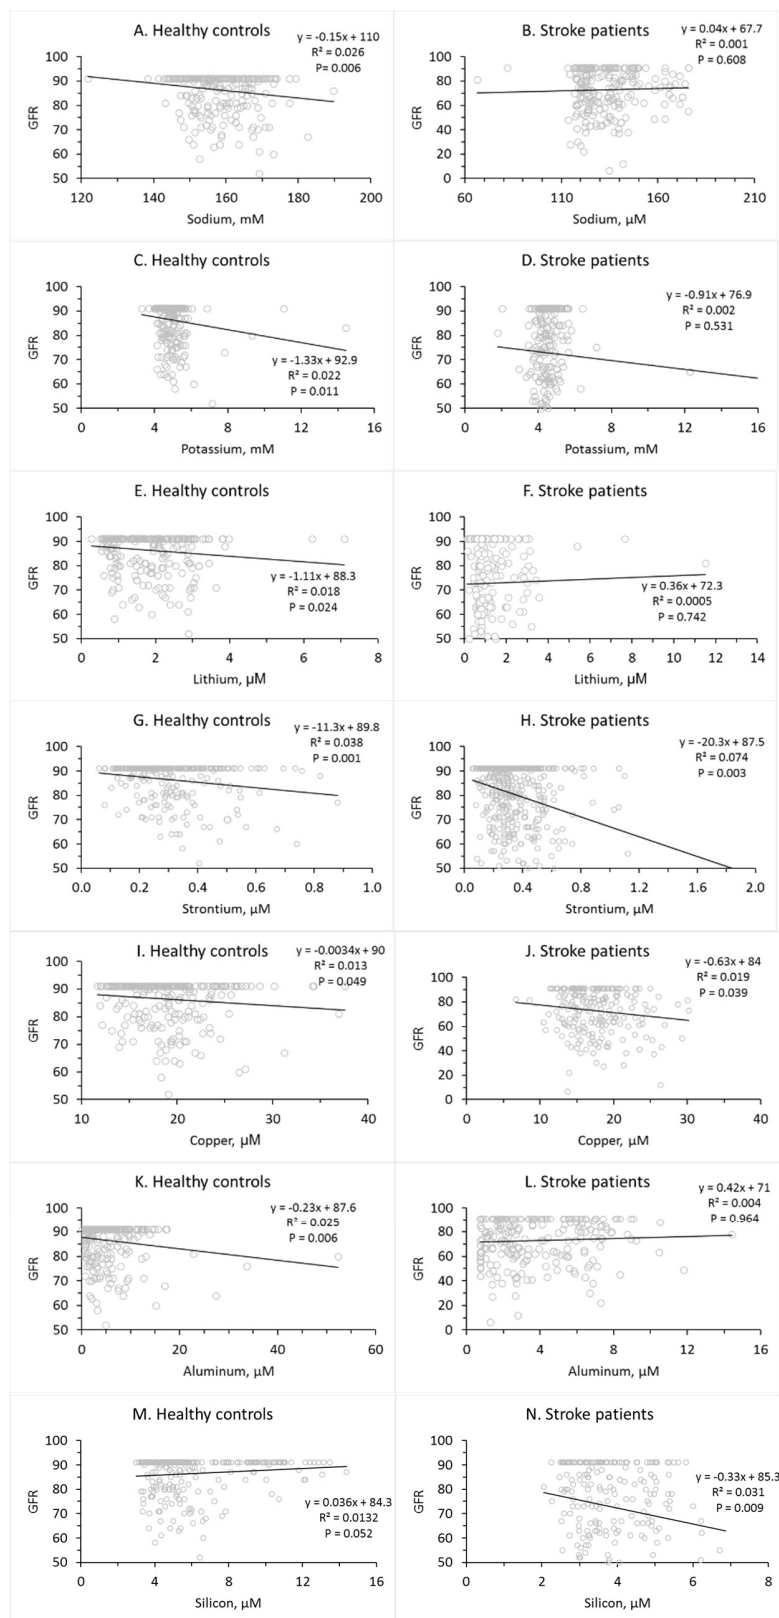 A. Healthy controls
y = -0.15x + 110
R² = 0.026
P= 0.006
100
90
80
70
60
50
GFR
120 140 160 180 200
Sodium, mM
B. Stroke patients
y = 0.04x + 67.7
R² = 0.001
P = 0.608
100
80
60
40
20
0
GFR
60 110 160 210
Sodium, µM
C. Healthy controls
100
90
80
70
60
50
GFR
y = -1.33x + 92.9
R² = 0.022
P = 0.011
0 4 8 12 16
Potassium, mM
D. Stroke patients
y = -0.91x + 76.9
R² = 0.002
P = 0.531
100
90
80
70
60
50
GFR
0 4 8 12 16
Potassium, mM
E. Healthy controls
100
90
80
70
60
50
GFR
y = -1.11x + 88.3
R² = 0.018
P = 0.024
0 2 4 6 8
Lithium, µM
F. Stroke patients
100
90
80
70
60
50
GFR
y = 0.36x + 72.3
R² = 0.0005
P = 0.742
0 2 4 6 8 10 12 14
Lithium, µM
G. Healthy controls
y = -11.3x + 89.8
R² = 0.038
P = 0.001
100
90
80
70
60
50
GFR
0.0 0.2 0.4 0.6 0.8 1.0
Strontium, µM
H. Stroke patients
y = -20.3x + 87.5
R² = 0.074
P = 0.003
100
90
80
70
60
50
GFR
0.0 0.4 0.8 1.2 1.6 2.0
Strontium, µM
I. Healthy controls
y = -0.0034x + 90
R² = 0.013
P = 0.049
100
90
80
70
60
50
GFR
10 20 30 40
Copper, µM
J. Stroke patients
y = -0.63x + 84
R² = 0.019
P = 0.039
100
80
60
40
20
0
GFR
0 10 20 30 40
Copper, µM
K. Healthy controls
y = -0.23x + 87.6
R² = 0.025
P = 0.006
100
90
80
70
60
50
GFR
0 20 40 60
Aluminum, µM
L. Stroke patients
y = 0.42x + 71
R² = 0.004
P = 0.964
100
80
60
40
20
0
GFR
0 4 8 12 16
Aluminum, µM
M. Healthy controls
100
90
80
70
60
50
GFR
y = 0.036x + 84.3
R² = 0.0132
P = 0.052
0 4 8 12 16
Silicon, µM
N. Stroke patients
100
90
80
70
60
50
GFR
y = -0.33x + 85.3
R² = 0.031
P = 0.009
0 2 4 6 8
Silicon, µM